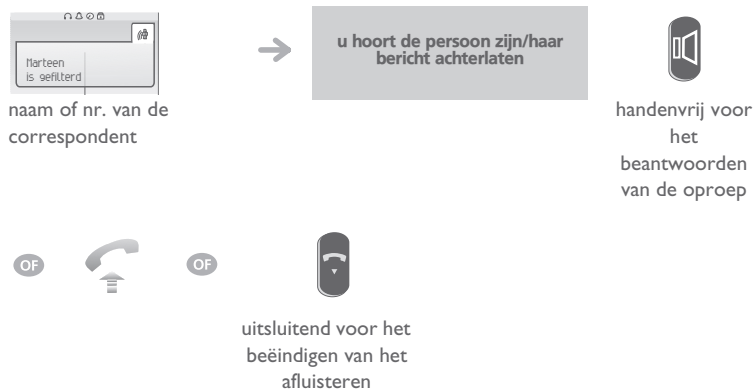 Marteen
is gefilterd
naam of nr. van de
correspondent
u hoort de persoon zijn/haar
bericht achterlaten
handenvrij voor
het
beantwoorden
van de oproep
OF
OF
uitsluitend voor het
beëindigen van het
afluisteren